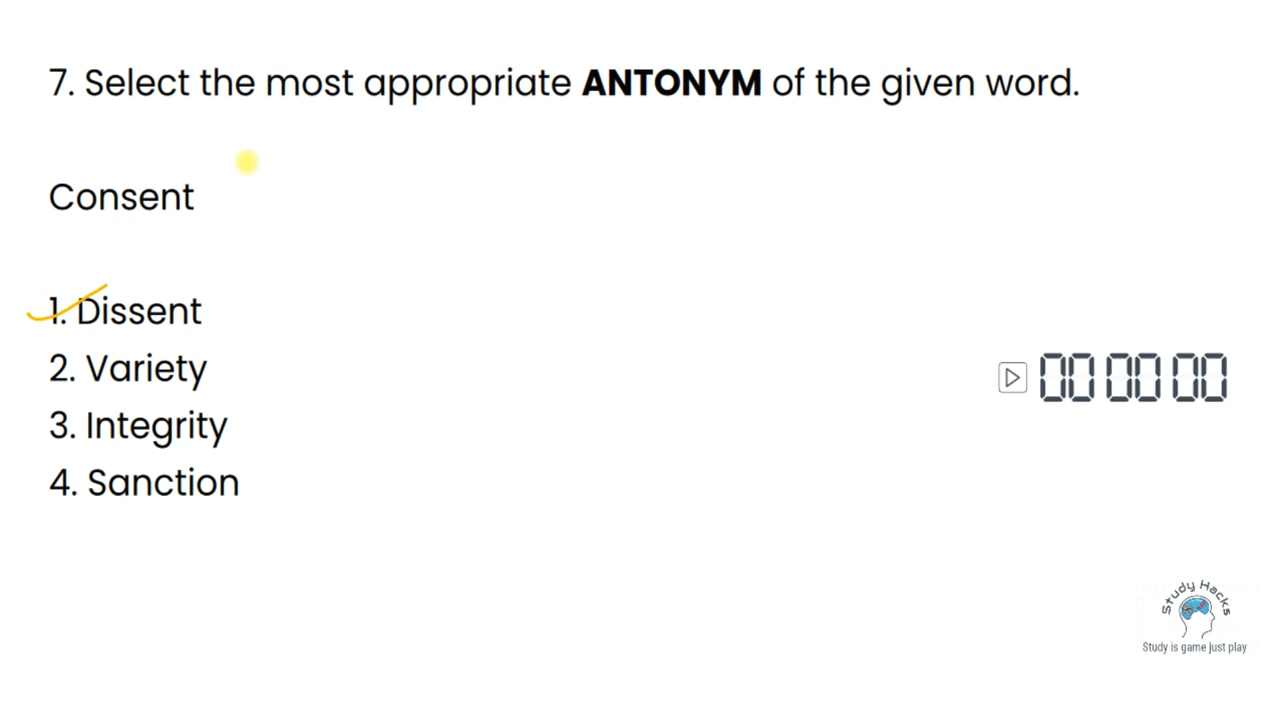 7. Select the most appropriate ANTONYM of the given word.
Consent
1. Dissent
2. Variety
3. Integrity
4. Sanction
00 00 00
Study Hacks
Study is game just play